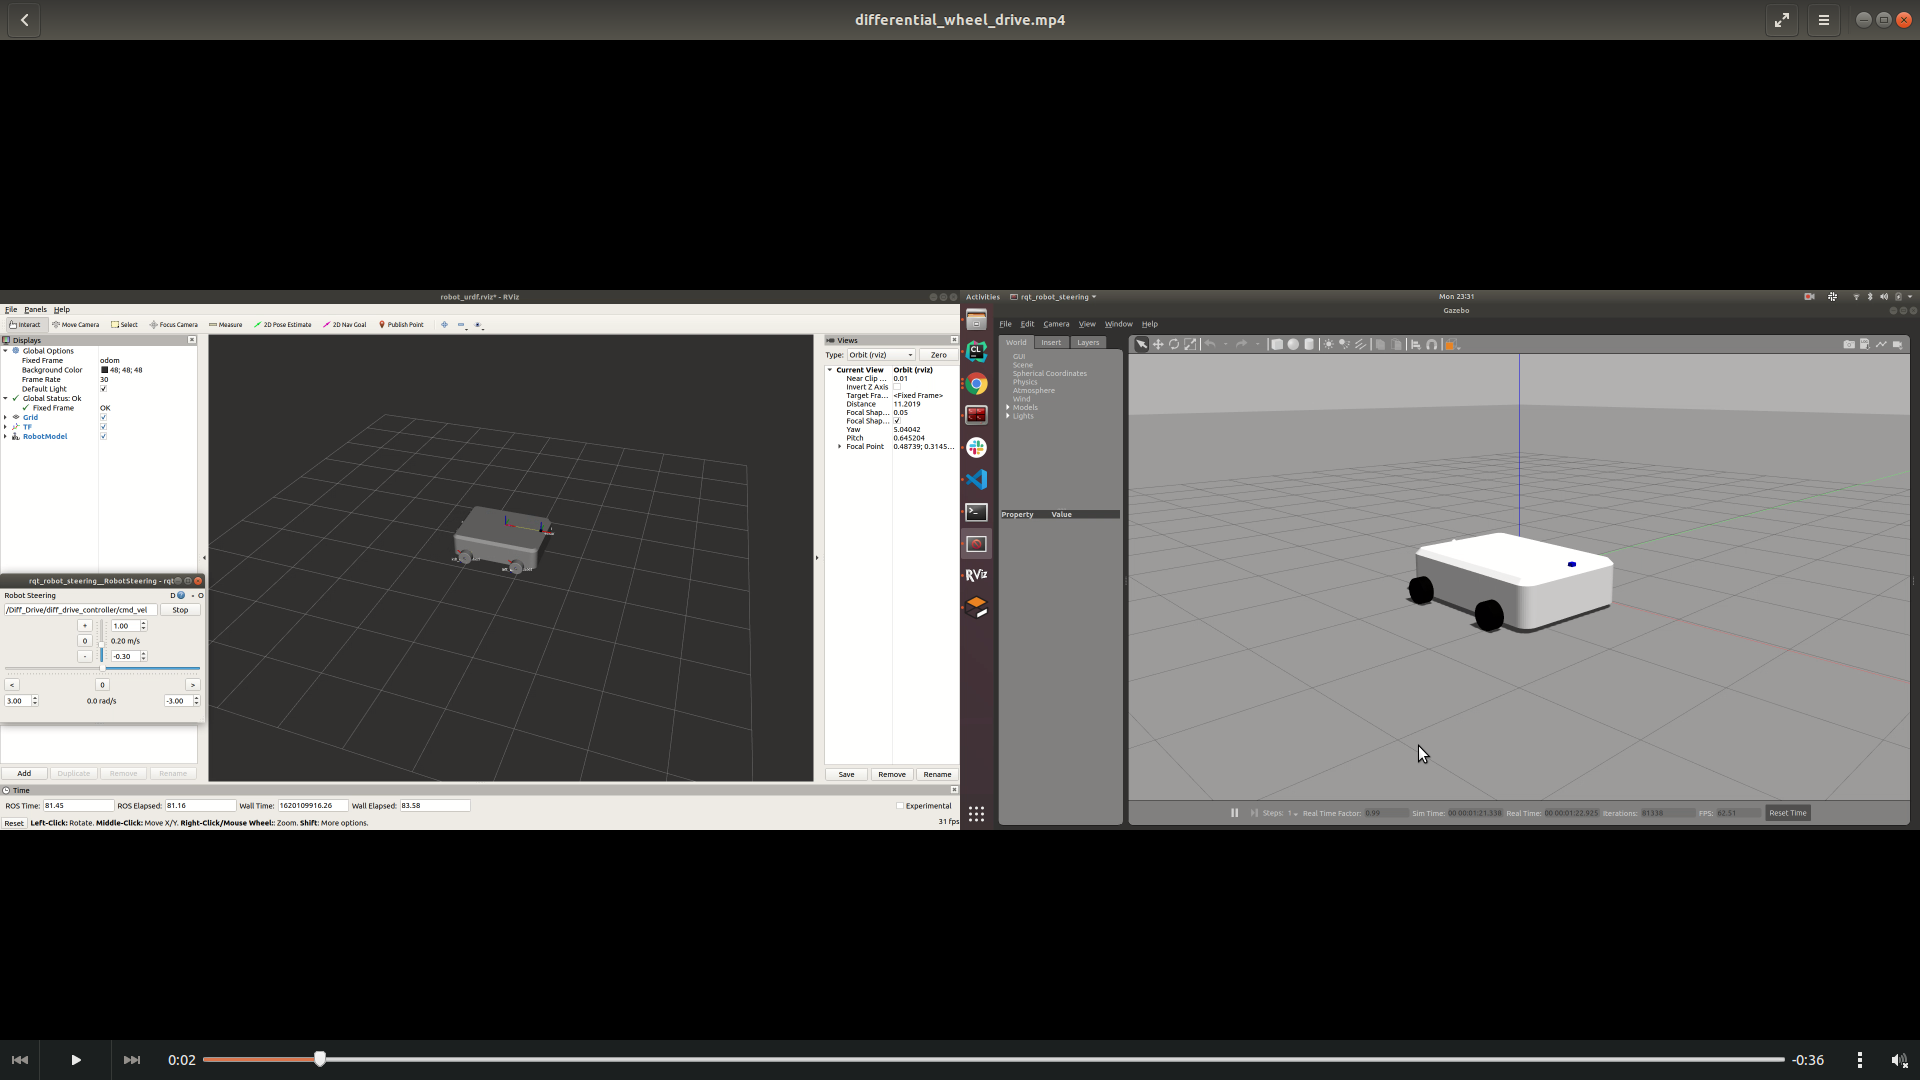 differential_wheel_drive.mp4
robot_urdf.rviz* - RViz
File Panels Help
Interact Move Camera Select Focus Camera Measure 2D Pose Estimate 2D Nav Goal Publish Point
Displays
Global Options
Fixed Frame odom
Background Color 48; 48; 48
Frame Rate 30
Default Light
Global Status: Ok
Fixed Frame OK
Grid
TF
RobotModel
rqt_robot_steering__RobotSteering - rqt
Robot Steering D - O
/Diff_Drive/diff_drive_controller/cmd_vel Stop
+ 1.00
0 0.20 m/s
- -0.30
< 0 >
3.00 0.0 rad/s -3.00
Add Duplicate Remove Rename
Views
Type: Orbit (rviz) Zero
Current View Orbit (rviz)
Near Clip ... 0.01
Invert Z Axis
Target Fra... <Fixed Frame>
Distance 11.2019
Focal Shap... 0.05
Focal Shap...
Yaw 5.04042
Pitch 0.645204
Focal Point 0.48739; 0.3145...
Save Remove Rename
Time
ROS Time: 81.45 ROS Elapsed: 81.16 Wall Time: 1620109916.26 Wall Elapsed: 83.58 Experimental
Reset Left-Click: Rotate. Middle-Click: Move X/Y. Right-Click/Mouse Wheel:: Zoom. Shift: More options. 31 fps
Activities rqt_robot_steering Mon 23:31
Gazebo
File Edit Camera View Window Help
World Insert Layers
GUI
Scene
Spherical Coordinates
Physics
Atmosphere
Wind
Models
Lights
Property Value
CL
RViz
Steps: 1 Real Time Factor: 0.99 Sim Time: 00 00:01:21.338 Real Time: 00 00:01:22.925 Iterations: 81338 FPS: 62.51 Reset Time
0:02 -0:36